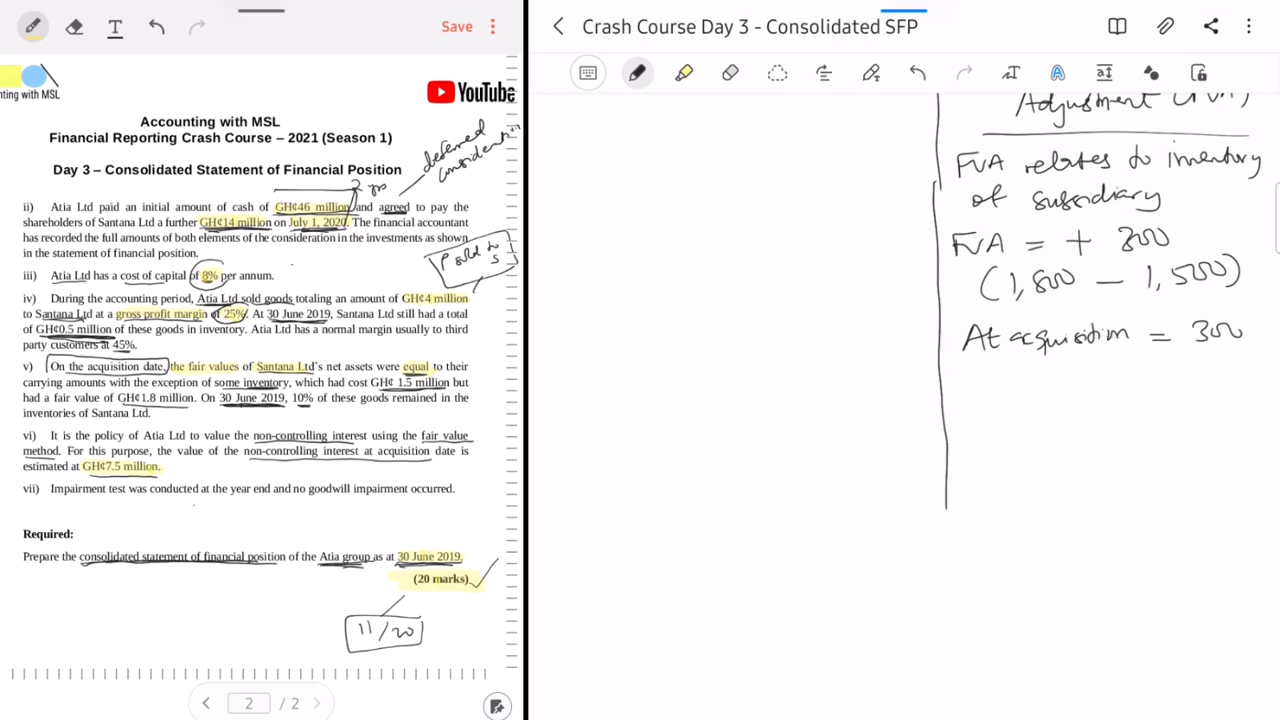 Save
nting with MSL
YouTube
Accounting with MSL
Financial Reporting Crash Course – 2021 (Season 1)
Day 3 – Consolidated Statement of Financial Position
deferred
consideration
2 yrs
ii) Atia Ltd paid an initial amount of cash of GH¢46 million and agreed to pay the
shareholders of Santana Ltd a further GH¢14 million on July 1, 2020. The financial accountant
has recorded the full amounts of both elements of the consideration in the investments as shown
in the statement of financial position.
P sold to S
iii) Atia Ltd has a cost of capital of 8% per annum.
iv) During the accounting period, Atia Ltd sold goods totaling an amount of GH¢4 million
to Santana Ltd at a gross profit margin of 25%. At 30 June 2019, Santana Ltd still had a total
of GH¢0.5 million of these goods in inventory. Atia Ltd has a normal margin usually to third
party customers at 45%.
v) On the acquisition date, the fair values of Santana Ltd's net assets were equal to their
carrying amounts with the exception of some inventory, which had cost GH¢ 1.5 million but
had a fair value of GH¢1.8 million. On 30 June 2019, 10% of these goods remained in the
inventories of Santana Ltd.
vi) It is the policy of Atia Ltd to value the non-controlling interest using the fair value
method. For this purpose, the value of the non-controlling interest at acquisition date is
estimated at GH¢7.5 million.
vii) Impairment test was conducted at the year end and no goodwill impairment occurred.
Required:
Prepare the consolidated statement of financial position of the Atia group as at 30 June 2019.
(20 marks)
11/20
2 / 2
Crash Course Day 3 - Consolidated SFP
Adjustment (FVA)
FVA relates to inventory
of subsidiary
FVA = + 300
(1,800 – 1,500)
At acquisition = 300